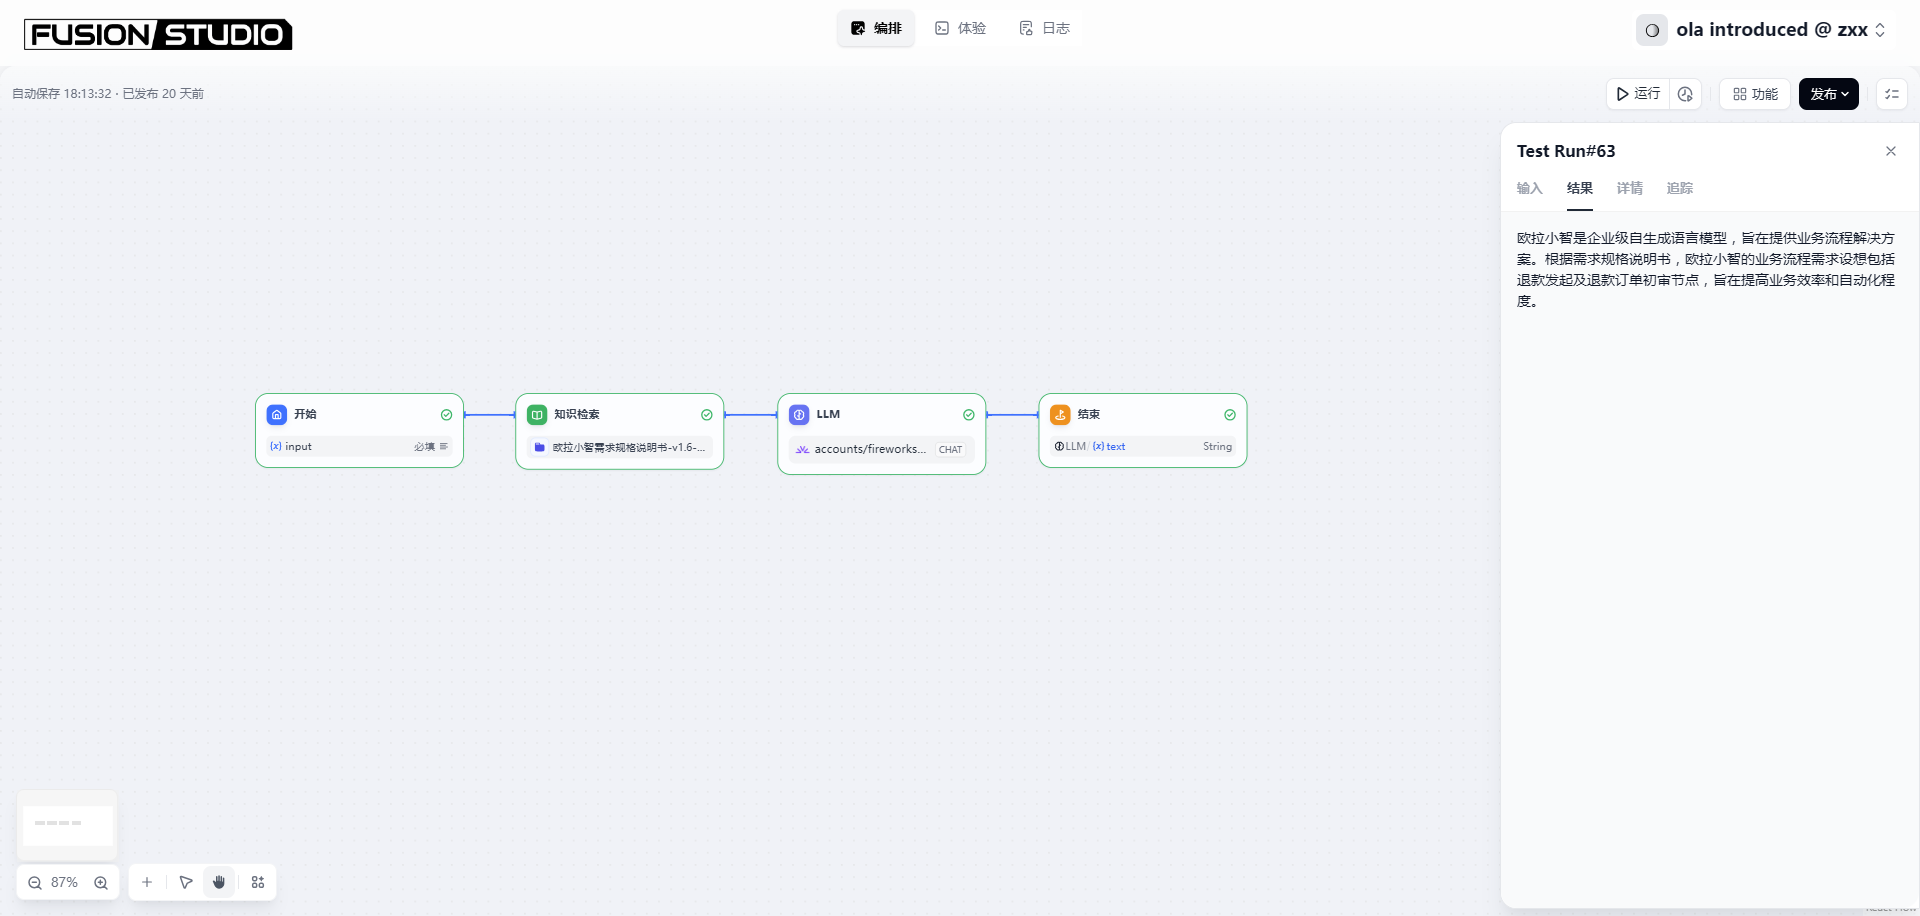 FUSION STUDIO
编排
体验
日志
ola introduced @ zxx
自动保存 18:13:32 · 已发布 20 天前
运行
功能
发布
Test Run#63
输入
结果
详情
追踪
欧拉小智是企业级自生成语言模型，旨在提供业务流程解决方
案。根据需求规格说明书，欧拉小智的业务流程需求设想包括
退款发起及退款订单初审节点，旨在提高业务效率和自动化程
度。
开始
(x) input
必填
知识检索
欧拉小智需求规格说明书-v1.6-...
LLM
accounts/fireworks...
CHAT
结束
LLM / (x) text
String
87%